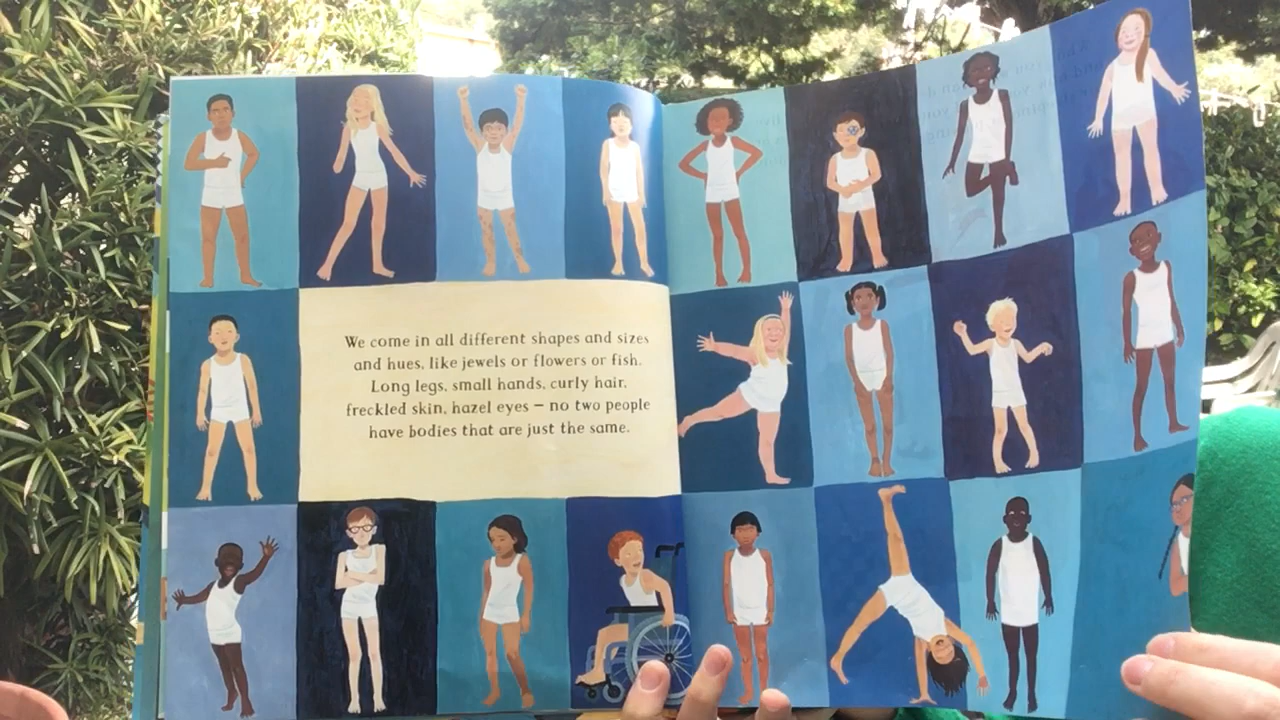 We come in all different shapes and sizes
and hues, like jewels or flowers or fish.
Long legs, small hands, curly hair,
freckled skin, hazel eyes – no two people
have bodies that are just the same.